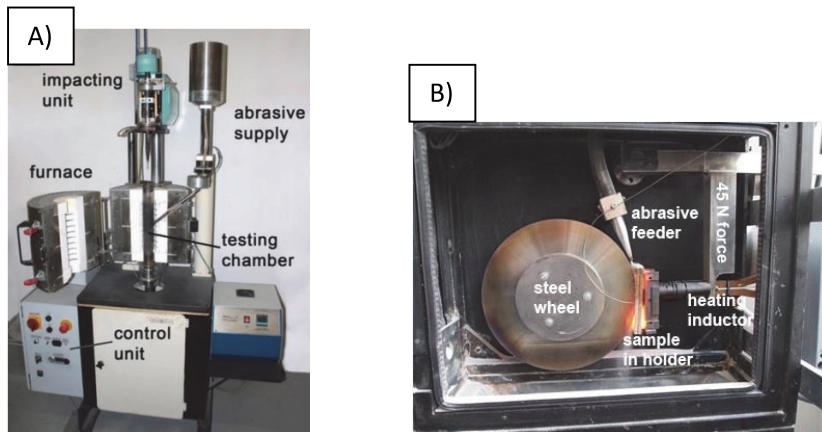 A)
impacting
unit
abrasive
supply
furnace
testing
chamber
control
unit
B)
abrasive
feeder
45 N force
steel
wheel
heating
inductor
sample
in holder